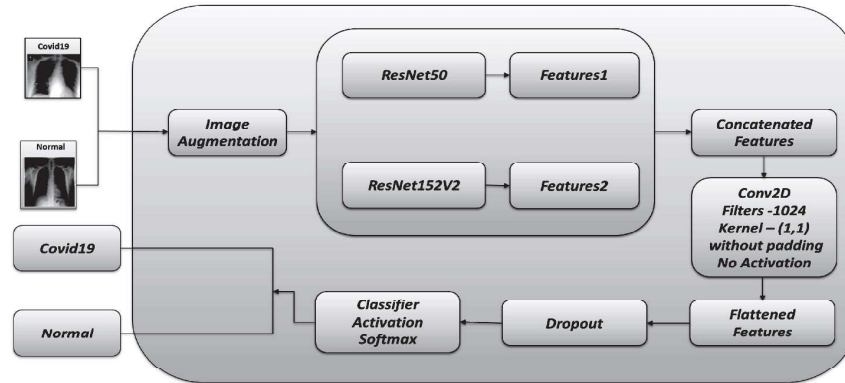 Covid19
Normal
Image
Augmentation
ResNet50
Features1
ResNet152V2
Features2
Concatenated
Features
Conv2D
Filters -1024
Kernel – (1,1)
without padding
No Activation
Flattened
Features
Dropout
Classifier
Activation
Softmax
Covid19
Normal